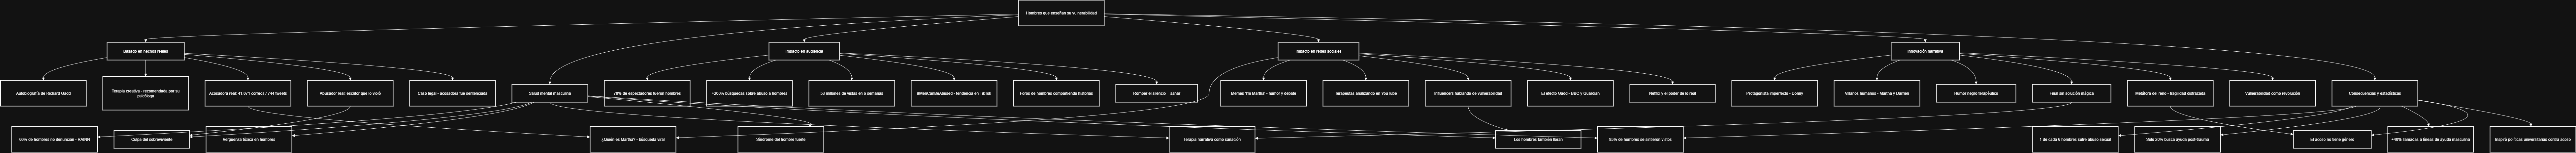 Hombres que enseñan su vulnerabilidad
Basado en hechos reales
Impacto en audiencia
Impacto en redes sociales
Innovación narrativa
Autobiografía de Richard Gadd
Terapia creativa - recomendada por su
psicóloga
Acosadora real: 41.071 correos / 744 tweets
Abusador real: escritor que lo violó
Caso legal - acosadora fue sentenciada
Salud mental masculina
70% de espectadores fueron hombres
+200% búsquedas sobre abuso a hombres
53 millones de vistas en 6 semanas
#MenCanBeAbused - tendencia en TikTok
Foros de hombres compartiendo historias
Romper el silencio = sanar
Memes 'I'm Martha' - humor y debate
Terapeutas analizando en YouTube
Influencers hablando de vulnerabilidad
El efecto Gadd - BBC y Guardian
Netflix y el poder de lo real
Protagonista imperfecto - Donny
Villanos humanos - Martha y Darrien
Humor negro terapéutico
Final sin solución mágica
Metáfora del reno - fragilidad disfrazada
Vulnerabilidad como revolución
Consecuencias y estadísticas
60% de hombres no denuncian - RAINN
Culpa del sobreviviente
Vergüenza tóxica en hombres
¿Quién es Martha? - búsqueda viral
Síndrome del hombre fuerte
Terapia narrativa como sanación
Los hombres también lloran
85% de hombres se sintieron vistos
1 de cada 6 hombres sufre abuso sexual
Sólo 20% busca ayuda post-trauma
El acoso no tiene género
+40% llamadas a líneas de ayuda masculina
Inspiró políticas universitarias contra acoso